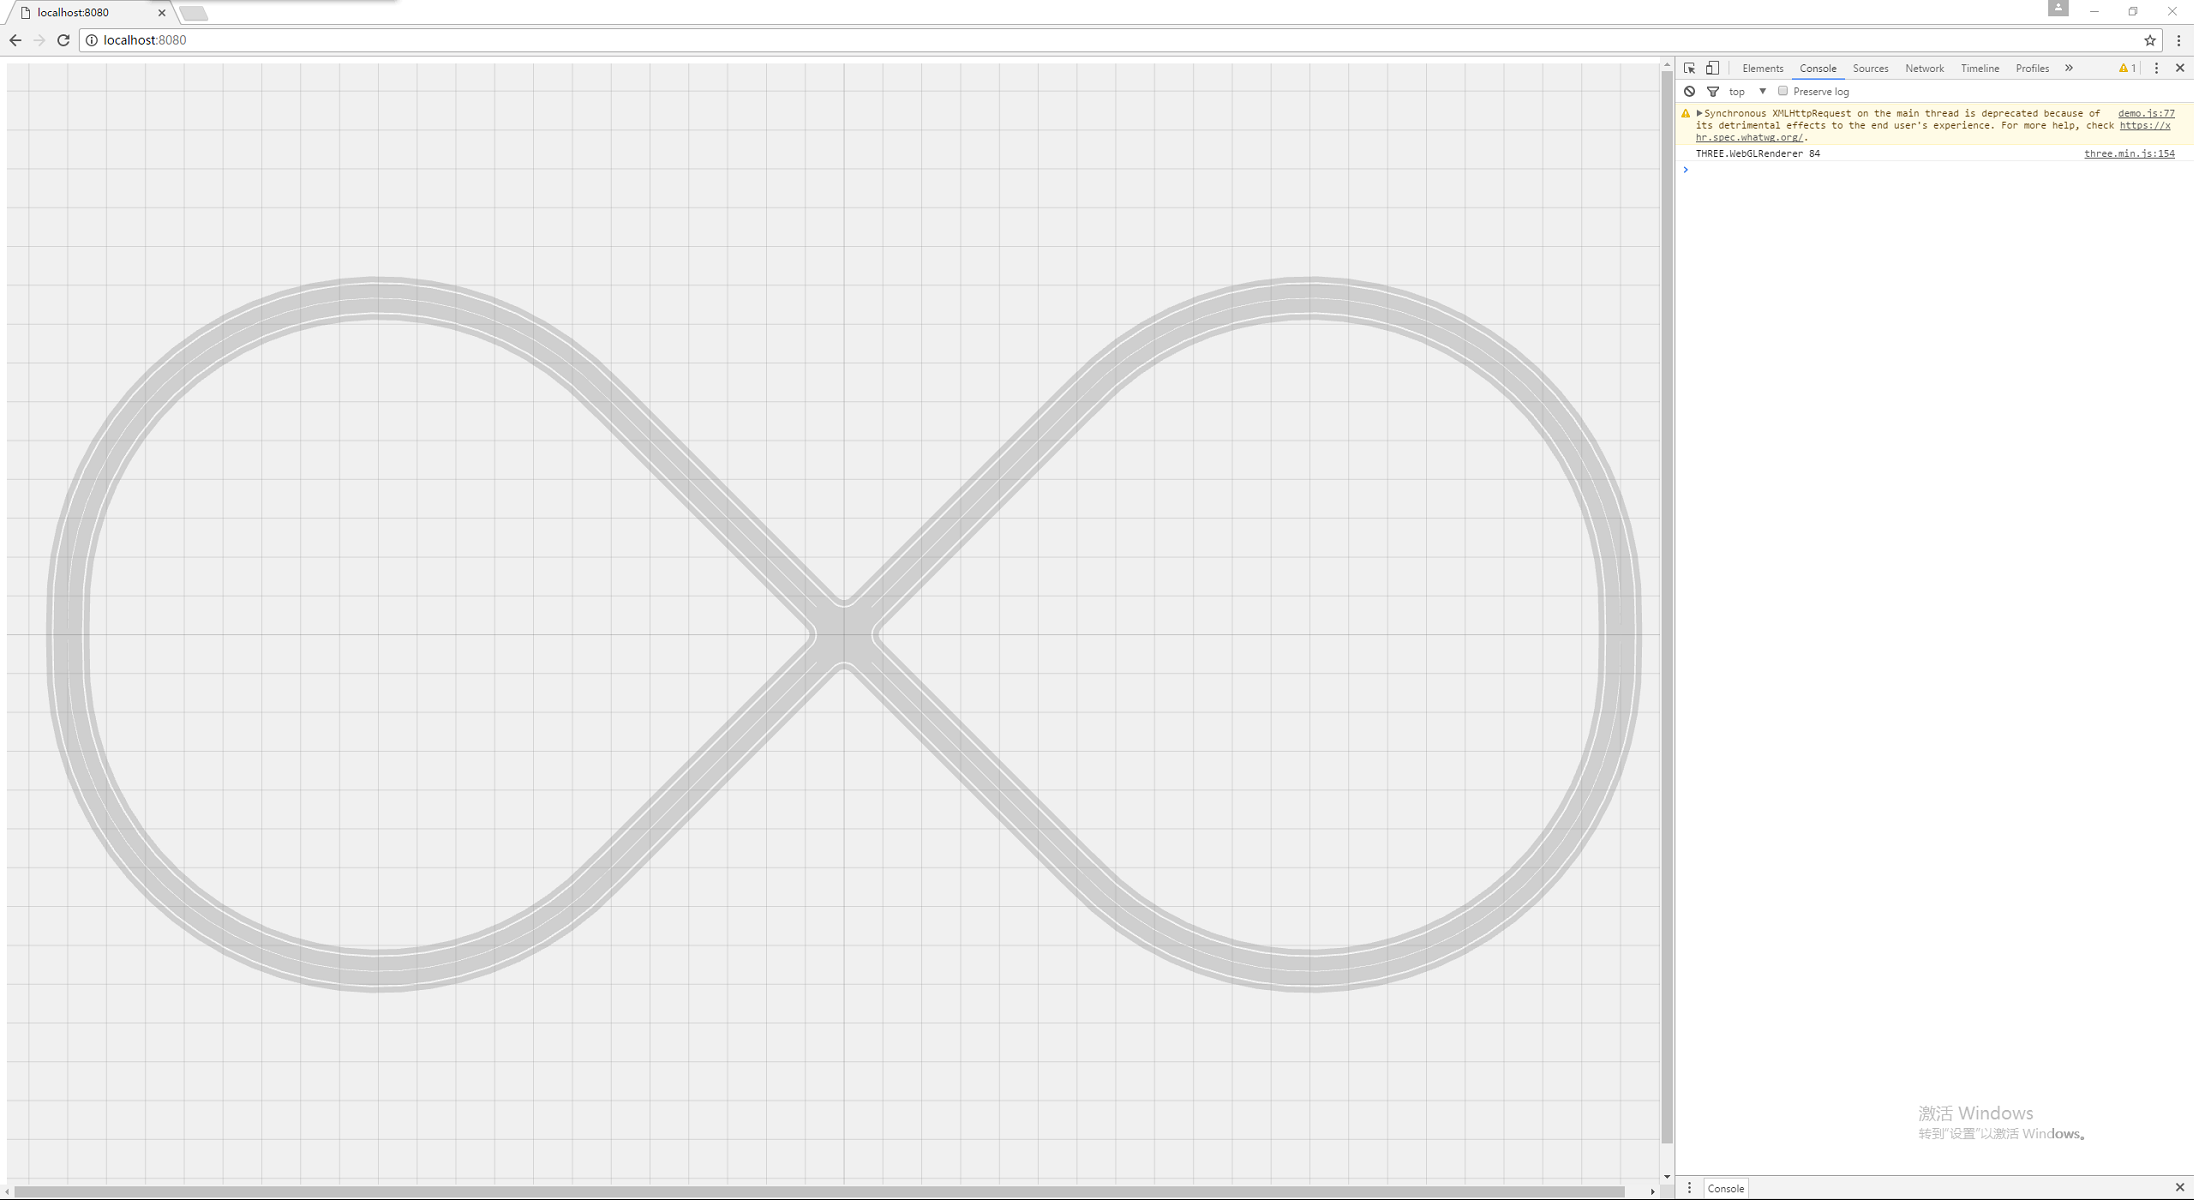 localhost:8080
localhost:8080
Elements Console Sources Network Timeline Profiles » 1
top Preserve log
Synchronous XMLHttpRequest on the main thread is deprecated because of demo.js:77
its detrimental effects to the end user's experience. For more help, check https://x
hr.spec.whatwg.org/.
THREE.WebGLRenderer 84 three.min.js:154
激活 Windows
转到“设置”以激活 Windows。
Console